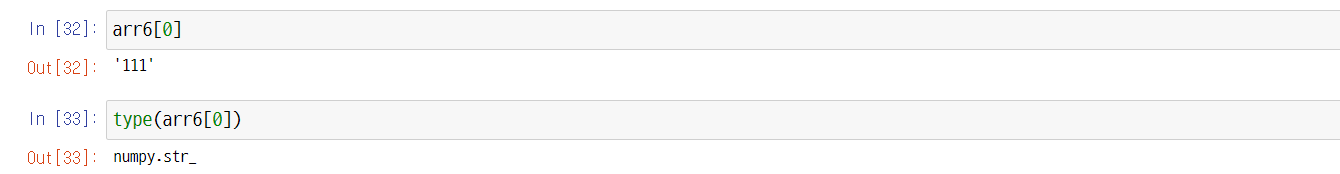 In [32]: arr6[0]
Out[32]: '111'
In [33]: type(arr6[0])
Out[33]: numpy.str_